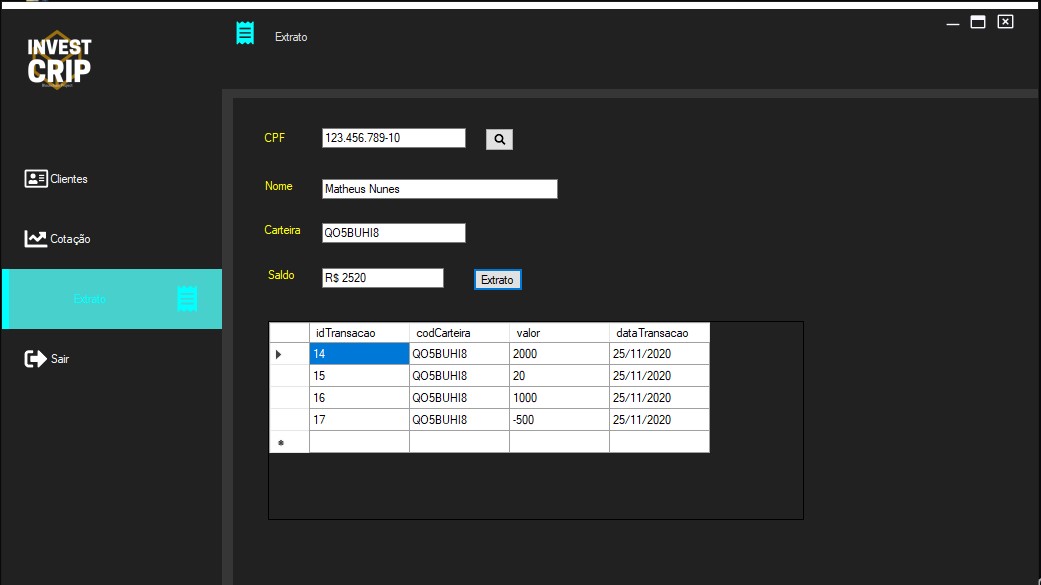 Extrato
INVEST
CRIP
CPF 123.456.789-10
Clientes
Nome Matheus Nunes
Carteira QO5BUHI8
Cotação
Saldo R$ 2520 Extrato
Extrato
idTransacao codCarteira valor dataTransacao
14 QO5BUHI8 2000 25/11/2020
Sair
15 QO5BUHI8 20 25/11/2020
16 QO5BUHI8 1000 25/11/2020
17 QO5BUHI8 -500 25/11/2020